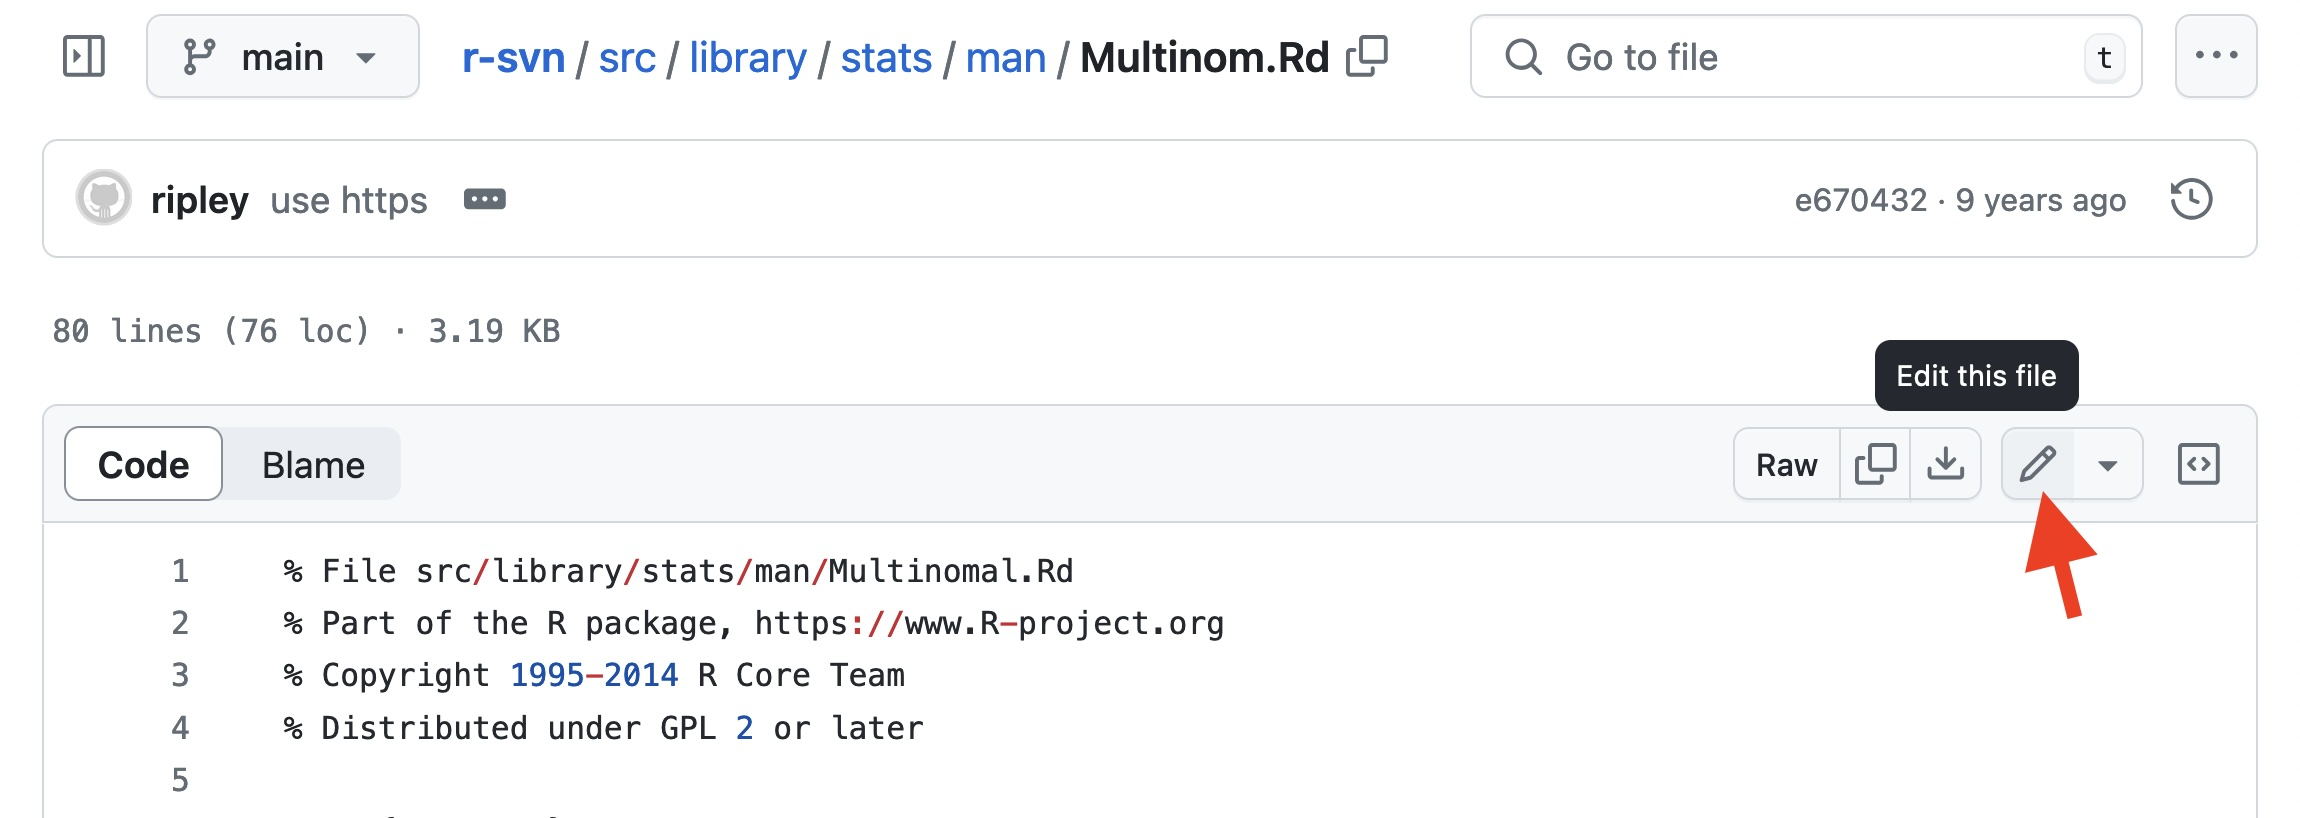 main r-svn / src / library / stats / man / Multinom.Rd Go to file t
ripley use https e670432 · 9 years ago
80 lines (76 loc) · 3.19 KB
Edit this file
Code Blame Raw
1 % File src/library/stats/man/Multinomal.Rd
2 % Part of the R package, https://www.R-project.org
3 % Copyright 1995-2014 R Core Team
4 % Distributed under GPL 2 or later
5